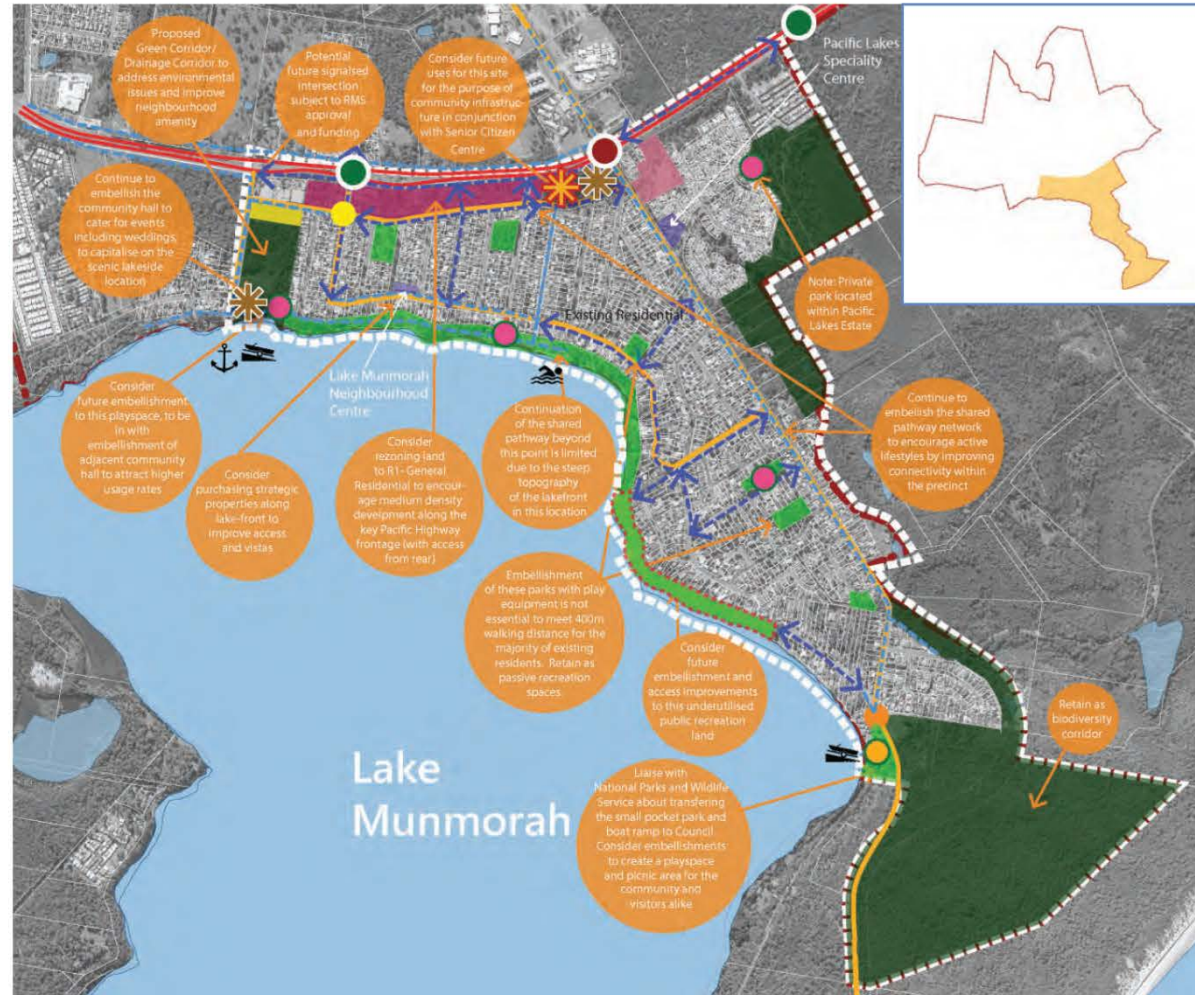 Proposed
Green Corridor/
Drainage Corridor to
address environmental
issues and improve
neighbourhood
amenity
Potential
future signalsed
intersection
subject to RMS
approval
and funding
Consider future
uses for this site
for the purpose of
community infrastruc-
ture in conjunction
with Senior Citizen
Centre
Pacific Lakes
Speciality
Centre
Continue to
embellish the
community hall to
cater for events
including weddings,
to capitalise on the
scenic lakeside
location)
Note: Private
park located
within Pacific
Lakes Estate
Existing Residential
Lake Munmorah
Neighbourhood
Centre
Consider
future embellishment
to this playspace, to be
in with
embellishment of
adjacent community
hall to attract higher
usage rates
Consider
purchasing strategic
properties along
lake-front to
improve access
and vistas
Consider
rezoning land
to R1- General
Residential to encour-
age medium density
develpment along the
key Pacific Highway
frontage (with access
from rear)
Continuation
of the shared
pathway beyond
this point is limited
due to the steep
topography
of the lakefront
in this location
Continue to
embellish the shared
pathway network
to encourage active
lifestyles by improving
connectivity within
the precinct
Embellishment
of these parks with play
equipment is not
essential to meet 400m
walking distance for the
majority of existing
residents. Retain as
passive recreation
spaces.
Consider
future
embellishment and
access improvements
to this underutilised
public recreation
land
Retain as
biodiversity
corridor
Lake
Munmorah
Liaise with
National Parks and Wildlife
Service about transfering
the small pocket park and
boat ramp to Council
Consider embellishments
to create a playspace
and picnic area for the
community and
visitors alike